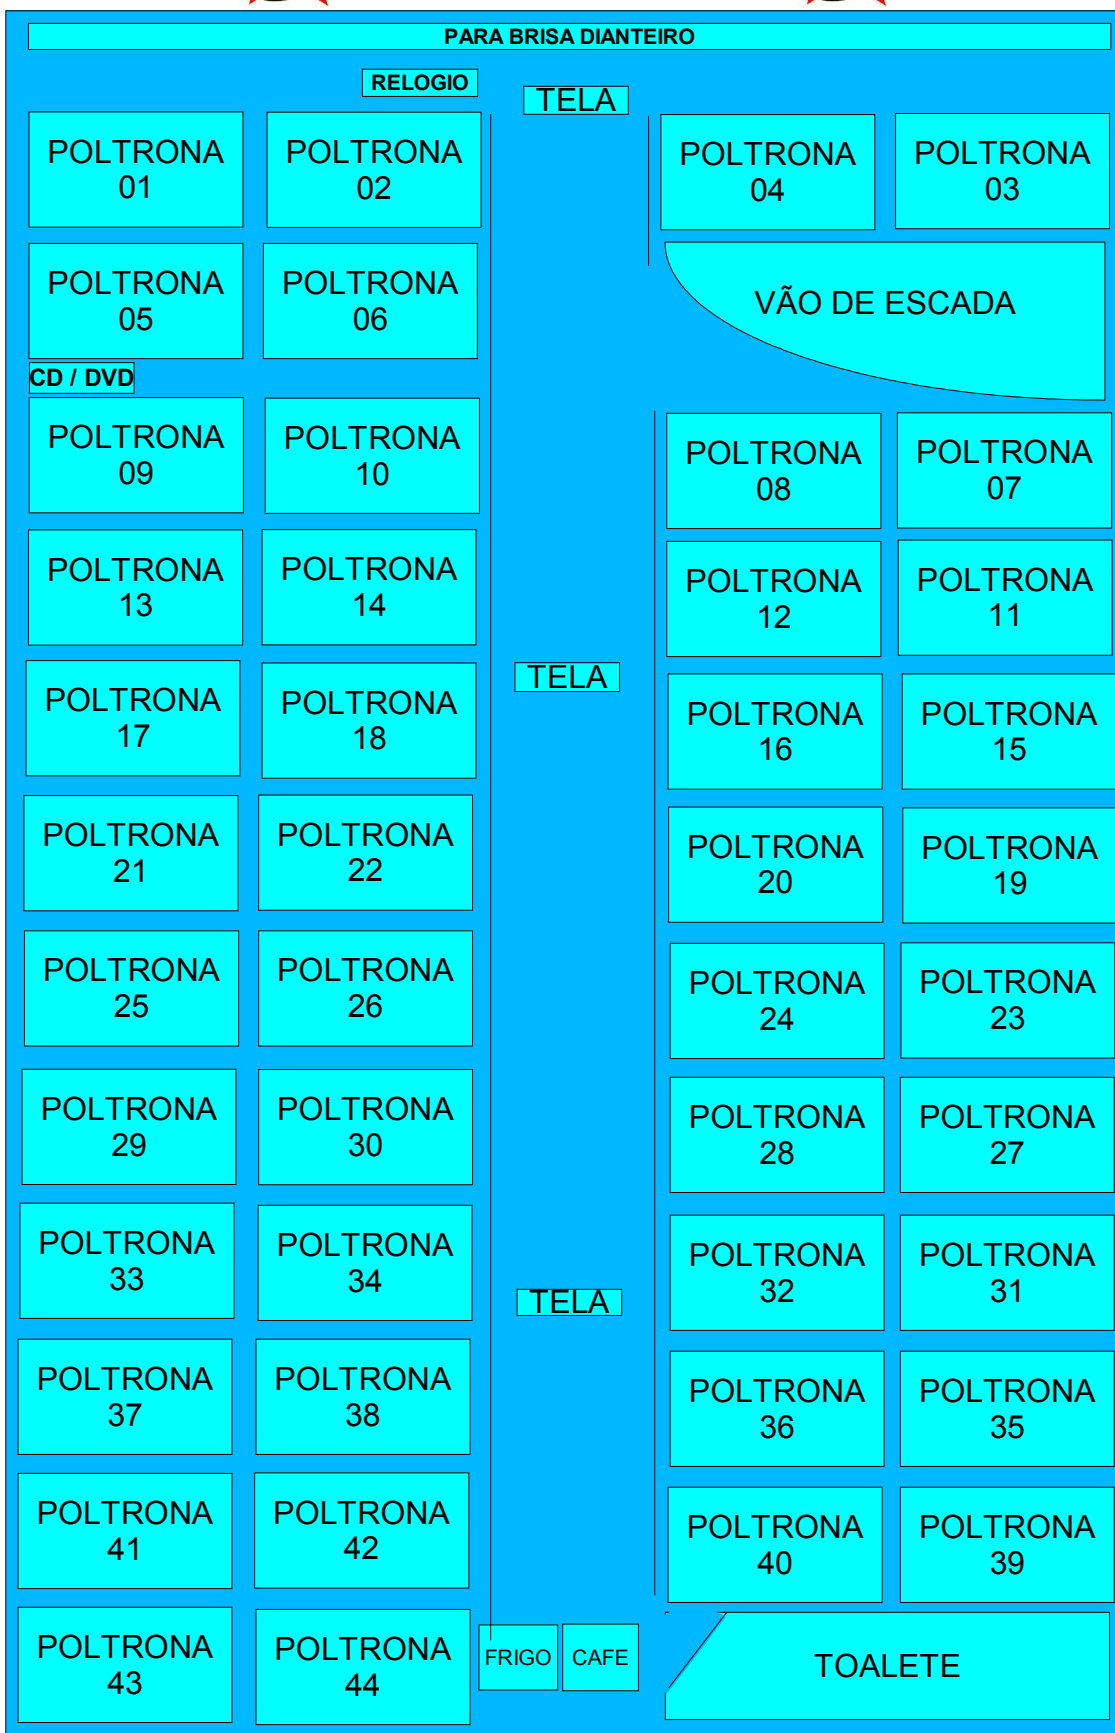 PARA BRISA DIANTEIRO
RELOGIO
TELA
POLTRONA
01
POLTRONA
02
POLTRONA
04
POLTRONA
03
POLTRONA
05
POLTRONA
06
VÃO DE ESCADA
CD / DVD
POLTRONA
09
POLTRONA
10
POLTRONA
08
POLTRONA
07
POLTRONA
13
POLTRONA
14
POLTRONA
12
POLTRONA
11
TELA
POLTRONA
17
POLTRONA
18
POLTRONA
16
POLTRONA
15
POLTRONA
21
POLTRONA
22
POLTRONA
20
POLTRONA
19
POLTRONA
25
POLTRONA
26
POLTRONA
24
POLTRONA
23
POLTRONA
29
POLTRONA
30
POLTRONA
28
POLTRONA
27
POLTRONA
33
POLTRONA
34
TELA
POLTRONA
32
POLTRONA
31
POLTRONA
37
POLTRONA
38
POLTRONA
36
POLTRONA
35
POLTRONA
41
POLTRONA
42
POLTRONA
40
POLTRONA
39
POLTRONA
43
POLTRONA
44
FRIGO
CAFE
TOALETE